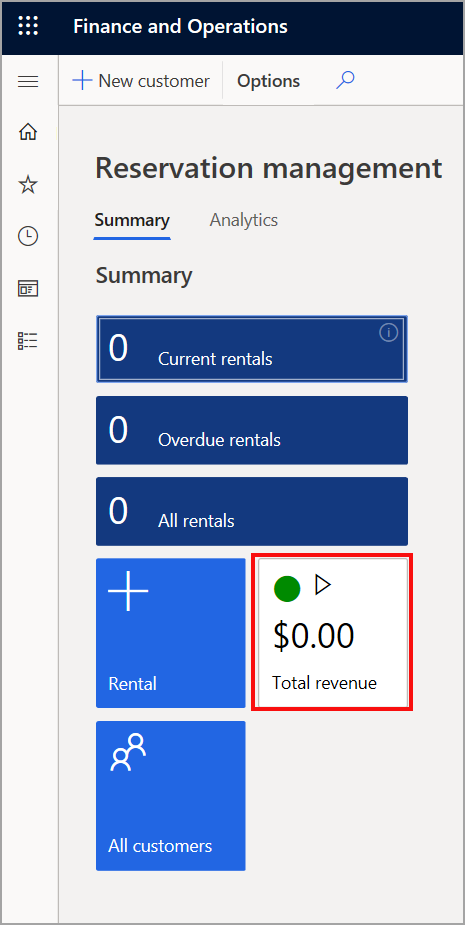 Finance and Operations
New customer Options
Reservation management
Summary Analytics
Summary
0 Current rentals
0 Overdue rentals
0 All rentals
Rental
$0.00
Total revenue
All customers